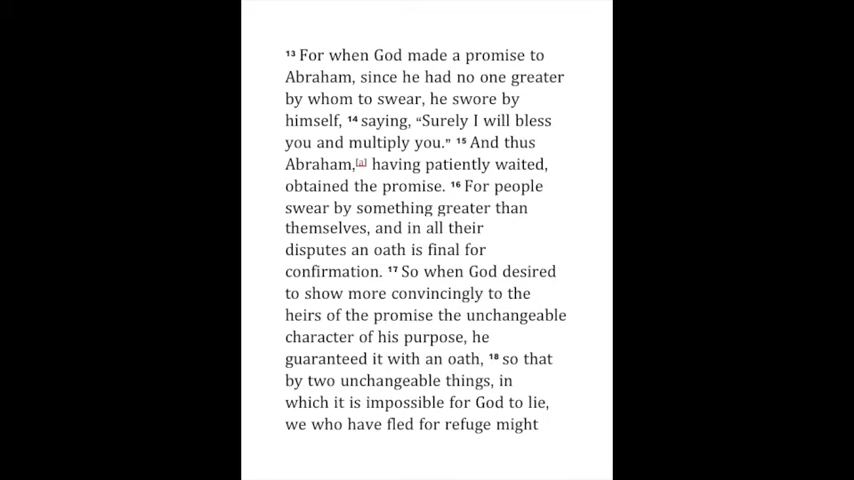 13 For when God made a promise to
Abraham, since he had no one greater
by whom to swear, he swore by
himself, 14 saying, “Surely I will bless
you and multiply you.” 15 And thus
Abraham,[a] having patiently waited,
obtained the promise. 16 For people
swear by something greater than
themselves, and in all their
disputes an oath is final for
confirmation. 17 So when God desired
to show more convincingly to the
heirs of the promise the unchangeable
character of his purpose, he
guaranteed it with an oath, 18 so that
by two unchangeable things, in
which it is impossible for God to lie,
we who have fled for refuge might